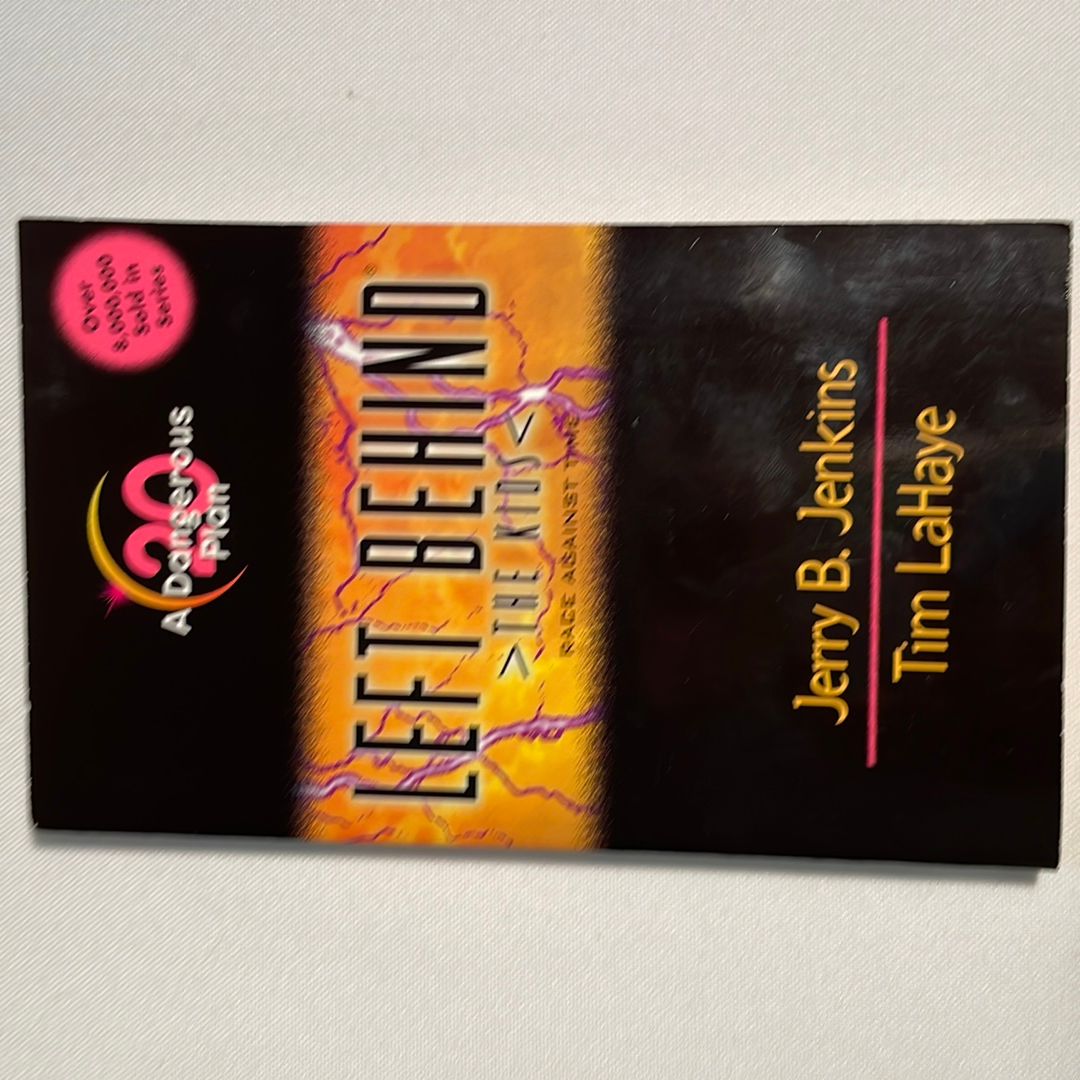 Over
8,000,000
Sold in
Series
20
A Dangerous
Plan
LEFT BEHIND®
>THE KIDS<
RACE AGAINST TIME
Jerry B. Jenkins
Tim LaHaye